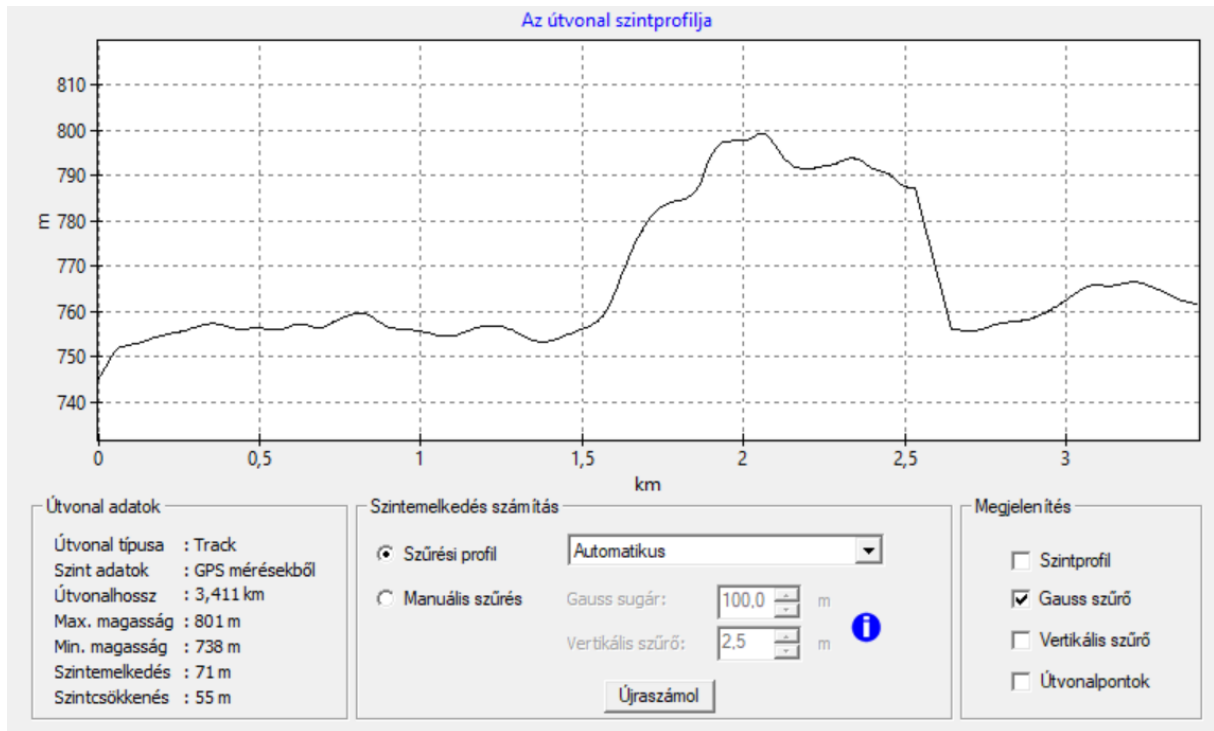 Az útvonal szintprofilja
810
800
790
m 780
770
760
750
740
0 0,5 1 1,5 2 2,5 3
km
Útvonal adatok
Útvonal típusa : Track
Szint adatok : GPS mérésekből
Útvonalhossz : 3,411 km
Max. magasság : 801 m
Min. magasság : 738 m
Szintemelkedés : 71 m
Szintcsökkenés : 55 m
Szintemelkedés számítás
Szűrési profil Automatikus
Manuális szűrés Gauss sugár: 100,0 m
Vertikális szűrő: 2,5 m
Újraszámol
Megjelenítés
Szintprofil
Gauss szűrő
Vertikális szűrő
Útvonalpontok